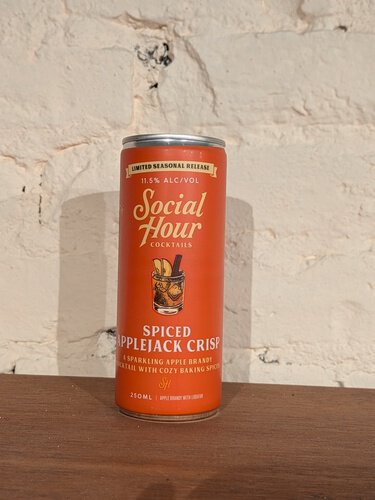 LIMITED SEASONAL RELEASE
11.5% ALC/VOL
Social
Hour
COCKTAILS
SPICED
APPLEJACK CRISP
A SPARKLING APPLE BRANDY
COCKTAIL WITH COZY BAKING SPICES
SH
250ML | APPLE BRANDY WITH LIQUEUR